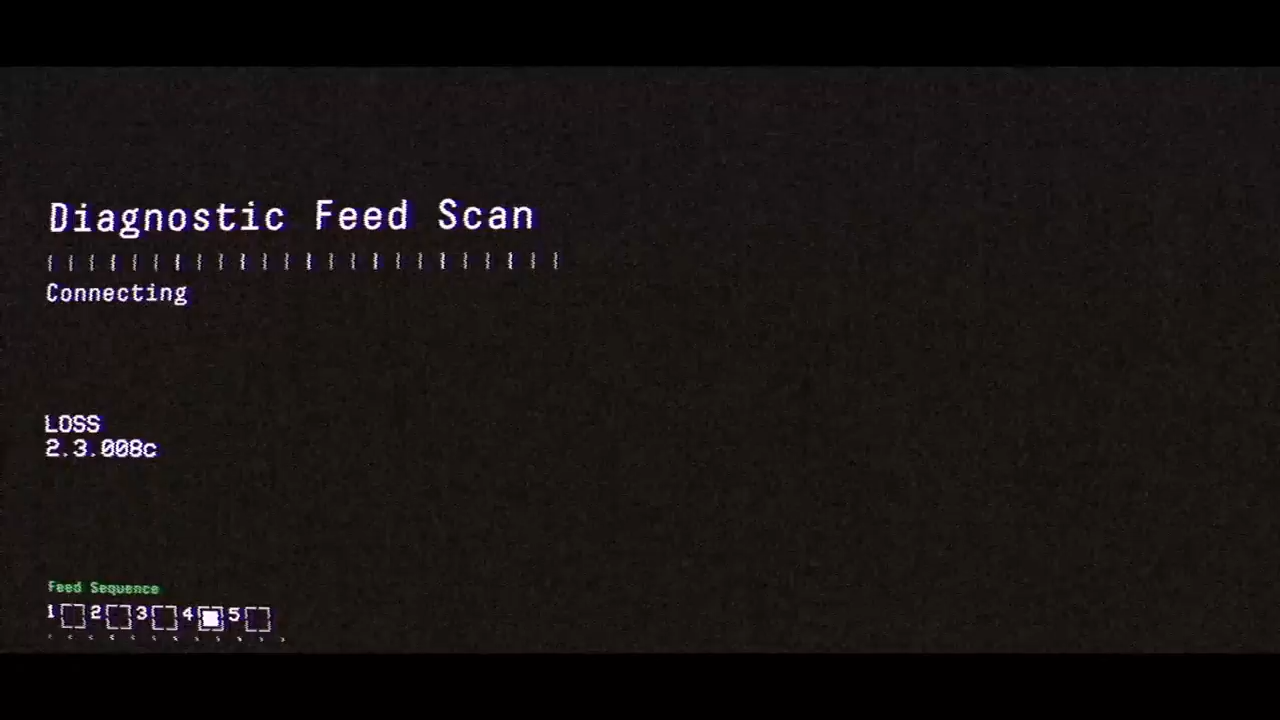 Diagnostic Feed Scan
Connecting
LOSS
2.3.008c
Feed Sequence
1 2 3 4 5